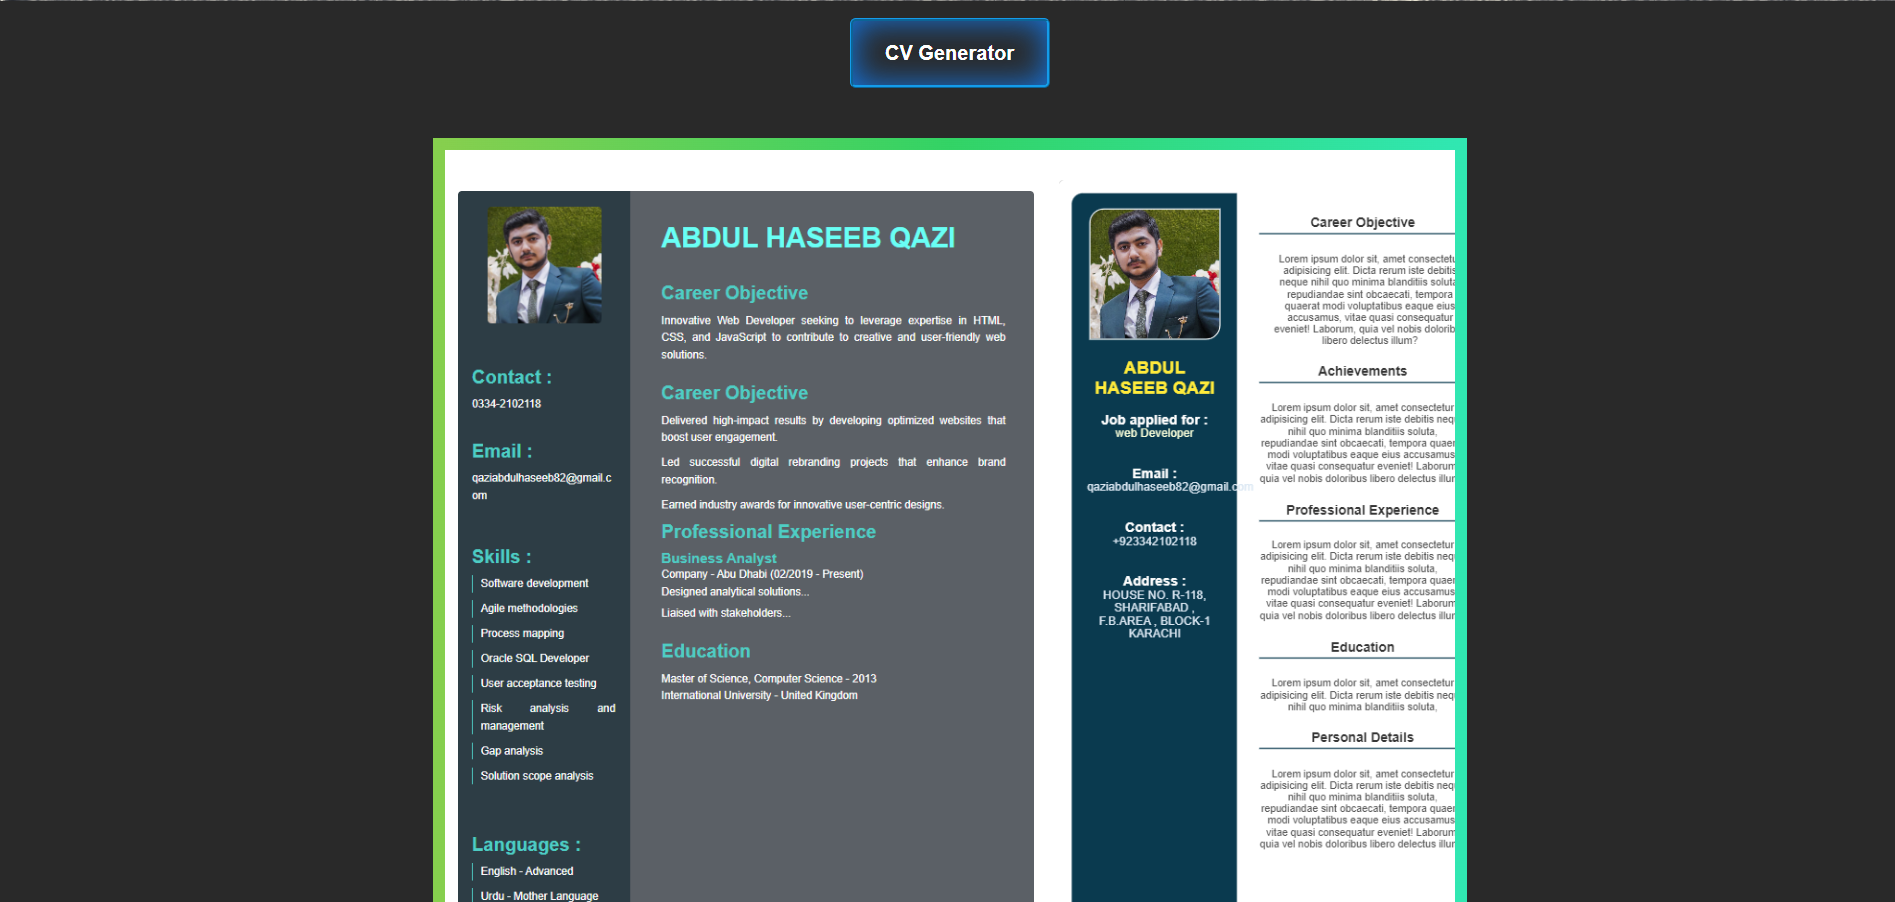 CV Generator
Contact :
0334-2102118
Email :
qaziabdulhaseeb82@gmail.c
om
Skills :
Software development
Agile methodologies
Process mapping
Oracle SQL Developer
User acceptance testing
Risk analysis and
management
Gap analysis
Solution scope analysis
Languages :
English - Advanced
Urdu - Mother Language
ABDUL HASEEB QAZI
Career Objective
Innovative Web Developer seeking to leverage expertise in HTML,
CSS, and JavaScript to contribute to creative and user-friendly web
solutions.
Career Objective
Delivered high-impact results by developing optimized websites that
boost user engagement.
Led successful digital rebranding projects that enhance brand
recognition.
Earned industry awards for innovative user-centric designs.
Professional Experience
Business Analyst
Company - Abu Dhabi (02/2019 - Present)
Designed analytical solutions...
Liaised with stakeholders...
Education
Master of Science, Computer Science - 2013
International University - United Kingdom
ABDUL
HASEEB QAZI
Job applied for :
web Developer
Email :
qaziabdulhaseeb82@gmail.com
Contact :
+923342102118
Address :
HOUSE NO. R-118,
SHARIFABAD ,
F.B.AREA , BLOCK-1
KARACHI
Career Objective
Lorem ipsum dolor sit, amet consectetu
adipisicing elit. Dicta rerum iste debitis
neque nihil quo minima blanditiis soluta
repudiandae sint obcaecati, tempora
quaerat modi voluptatibus eaque eius
accusamus, vitae quasi consequatur
eveniet! Laborum, quia vel nobis dolorib
libero delectus illum?
Achievements
Lorem ipsum dolor sit, amet consectetur
adipisicing elit. Dicta rerum iste debitis neq
nihil quo minima blanditiis soluta,
repudiandae sint obcaecati, tempora quaer
modi voluptatibus eaque eius accusamus
vitae quasi consequatur eveniet! Laborum
quia vel nobis doloribus libero delectus illur
Professional Experience
Lorem ipsum dolor sit, amet consectetur
adipisicing elit. Dicta rerum iste debitis neq
nihil quo minima blanditiis soluta,
repudiandae sint obcaecati, tempora quaer
modi voluptatibus eaque eius accusamus
vitae quasi consequatur eveniet! Laborum
quia vel nobis doloribus libero delectus illur
Education
Lorem ipsum dolor sit, amet consectetur
adipisicing elit. Dicta rerum iste debitis neq
nihil quo minima blanditiis soluta,
Personal Details
Lorem ipsum dolor sit, amet consectetur
adipisicing elit. Dicta rerum iste debitis neq
nihil quo minima blanditiis soluta,
repudiandae sint obcaecati, tempora quaer
modi voluptatibus eaque eius accusamus
vitae quasi consequatur eveniet! Laborum
quia vel nobis doloribus libero delectus illur